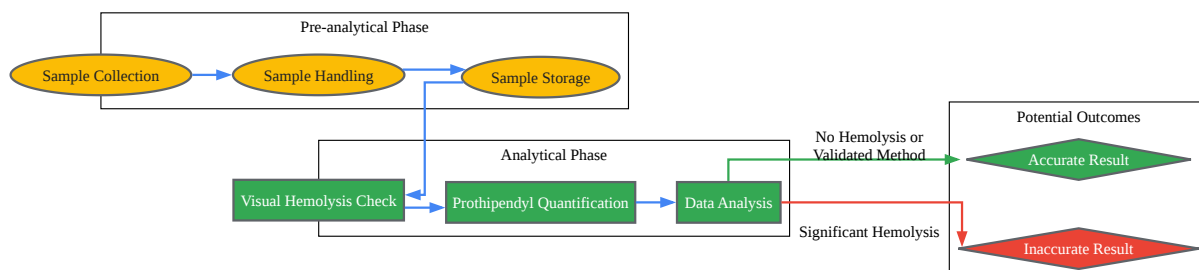 Pre-analytical Phase
Sample Collection
Sample Handling
Sample Storage
Analytical Phase
Visual Hemolysis Check
Prothipendyl Quantification
Data Analysis
No Hemolysis or
Validated Method
Significant Hemolysis
Potential Outcomes
Accurate Result
Inaccurate Result